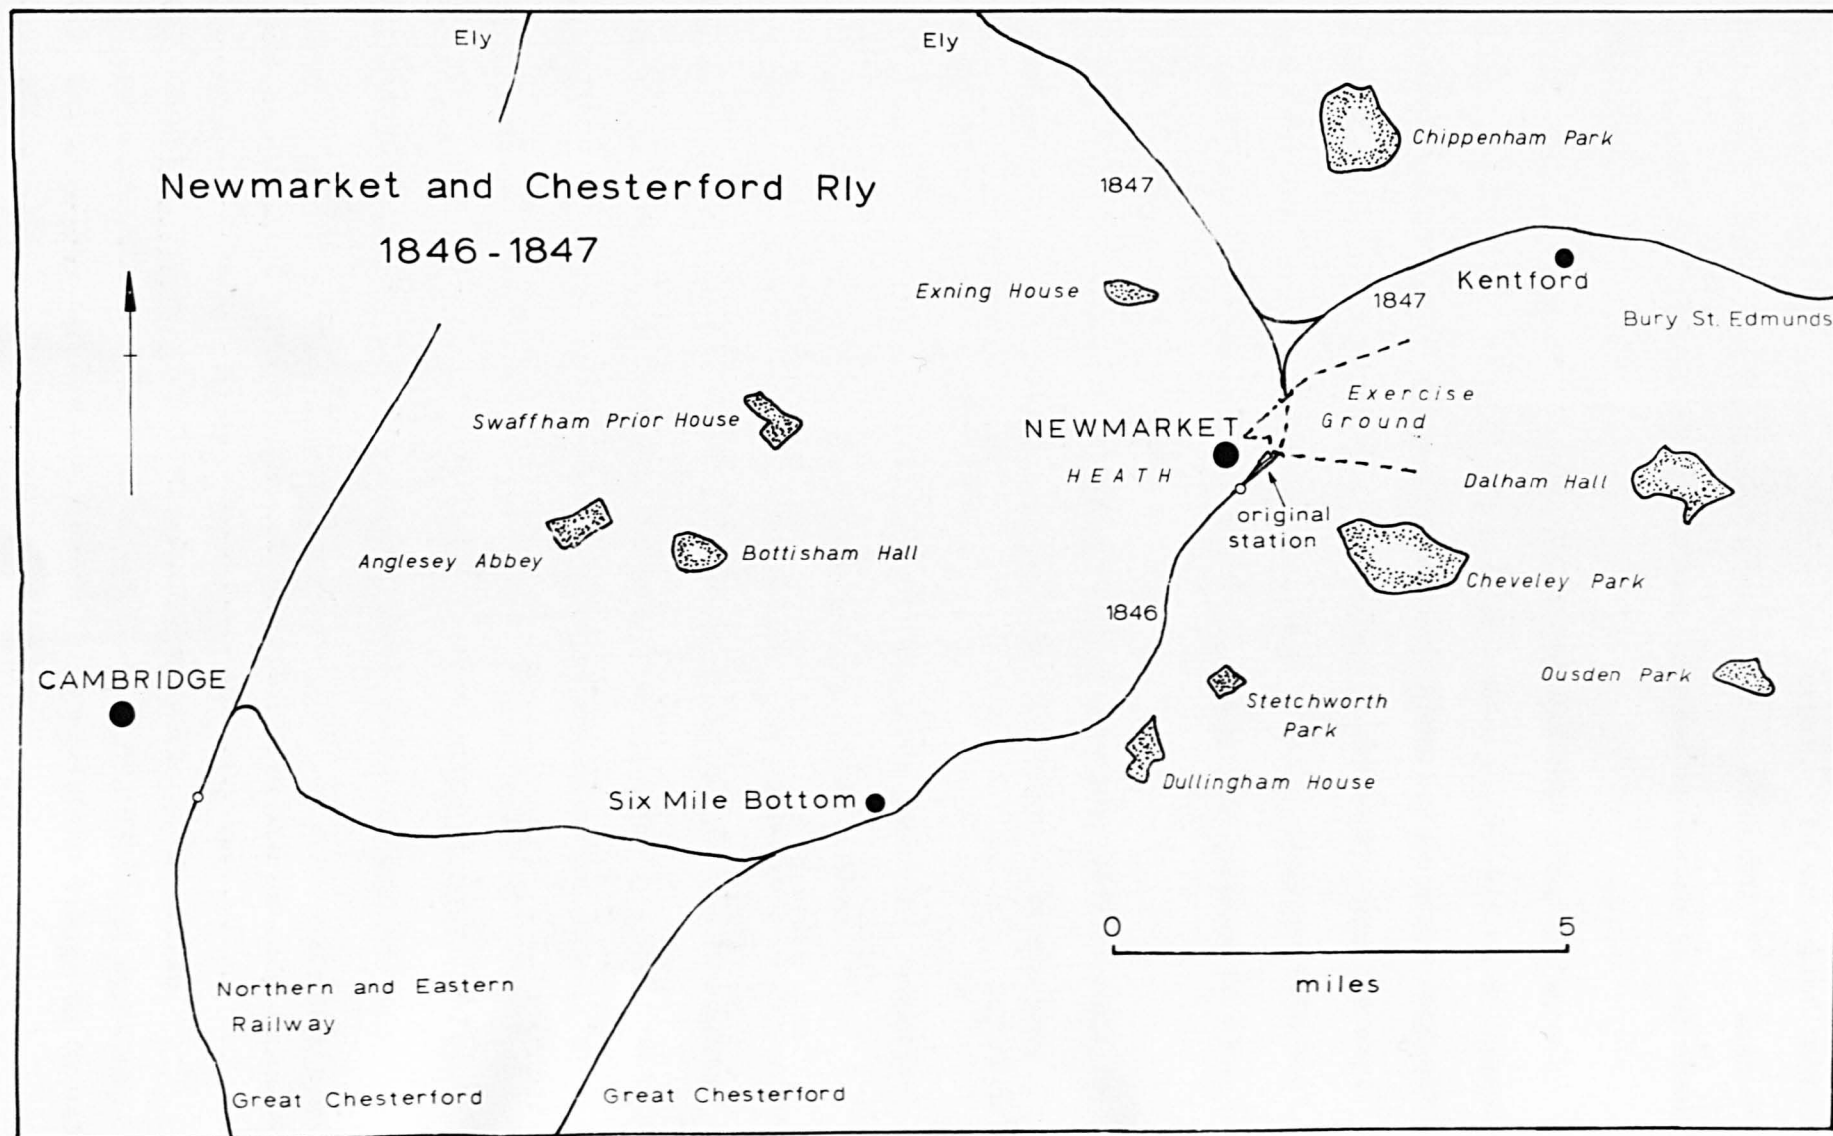 Ely
Ely
Chippenham Park
Newmarket and Chesterford Rly
1846-1847
1847
Exning House
Kentford
1847
Bury St. Edmunds
Swaffham Prior House
Exercise
Ground
NEWMARKET
HEATH
Dalham Hall
original
station
Anglesey Abbey
Bottisham Hall
Cheveley Park
1846
CAMBRIDGE
Ousden Park
Stetchworth
Park
Dullingham House
Six Mile Bottom
0 5
miles
Northern and Eastern
Railway
Great Chesterford
Great Chesterford